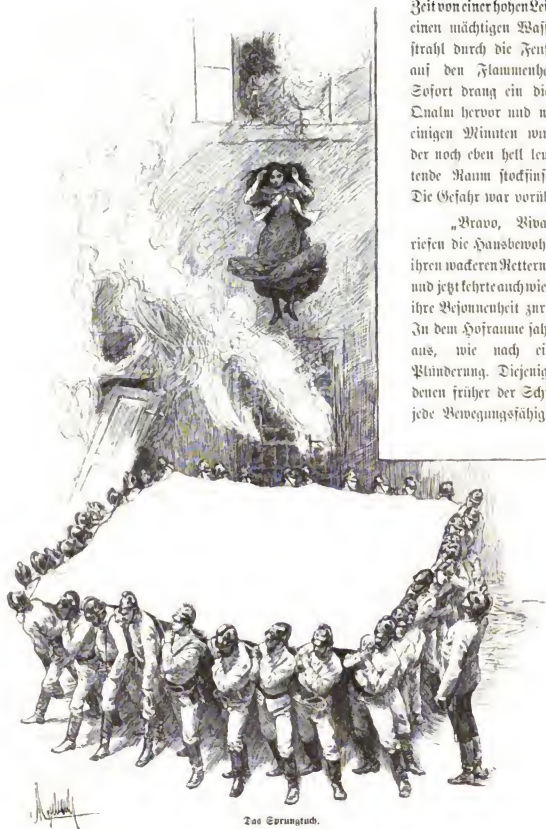 Zeit von einer hohen Lei
einen mächtigen Waſſ
ſtrahl durch die Fen
auf den Flammenhe
Sofort drang ein di
Qualm hervor und n
einigen Minuten wu
der noch eben hell leu
tende Raum ſtockfinſ
Die Gefahr war vorü
„Bravo, Biva
riefen die Hausbewoh
ihren wackeren Rettern
und jetzt kehrte auch wie
ihre Beſonnenheit zur
In dem Hofraume ſah
aus, wie nach ei
Plünderung. Diejenig
denen früher der Sch
jede Bewegungsfähig
Das Sprungtuch.